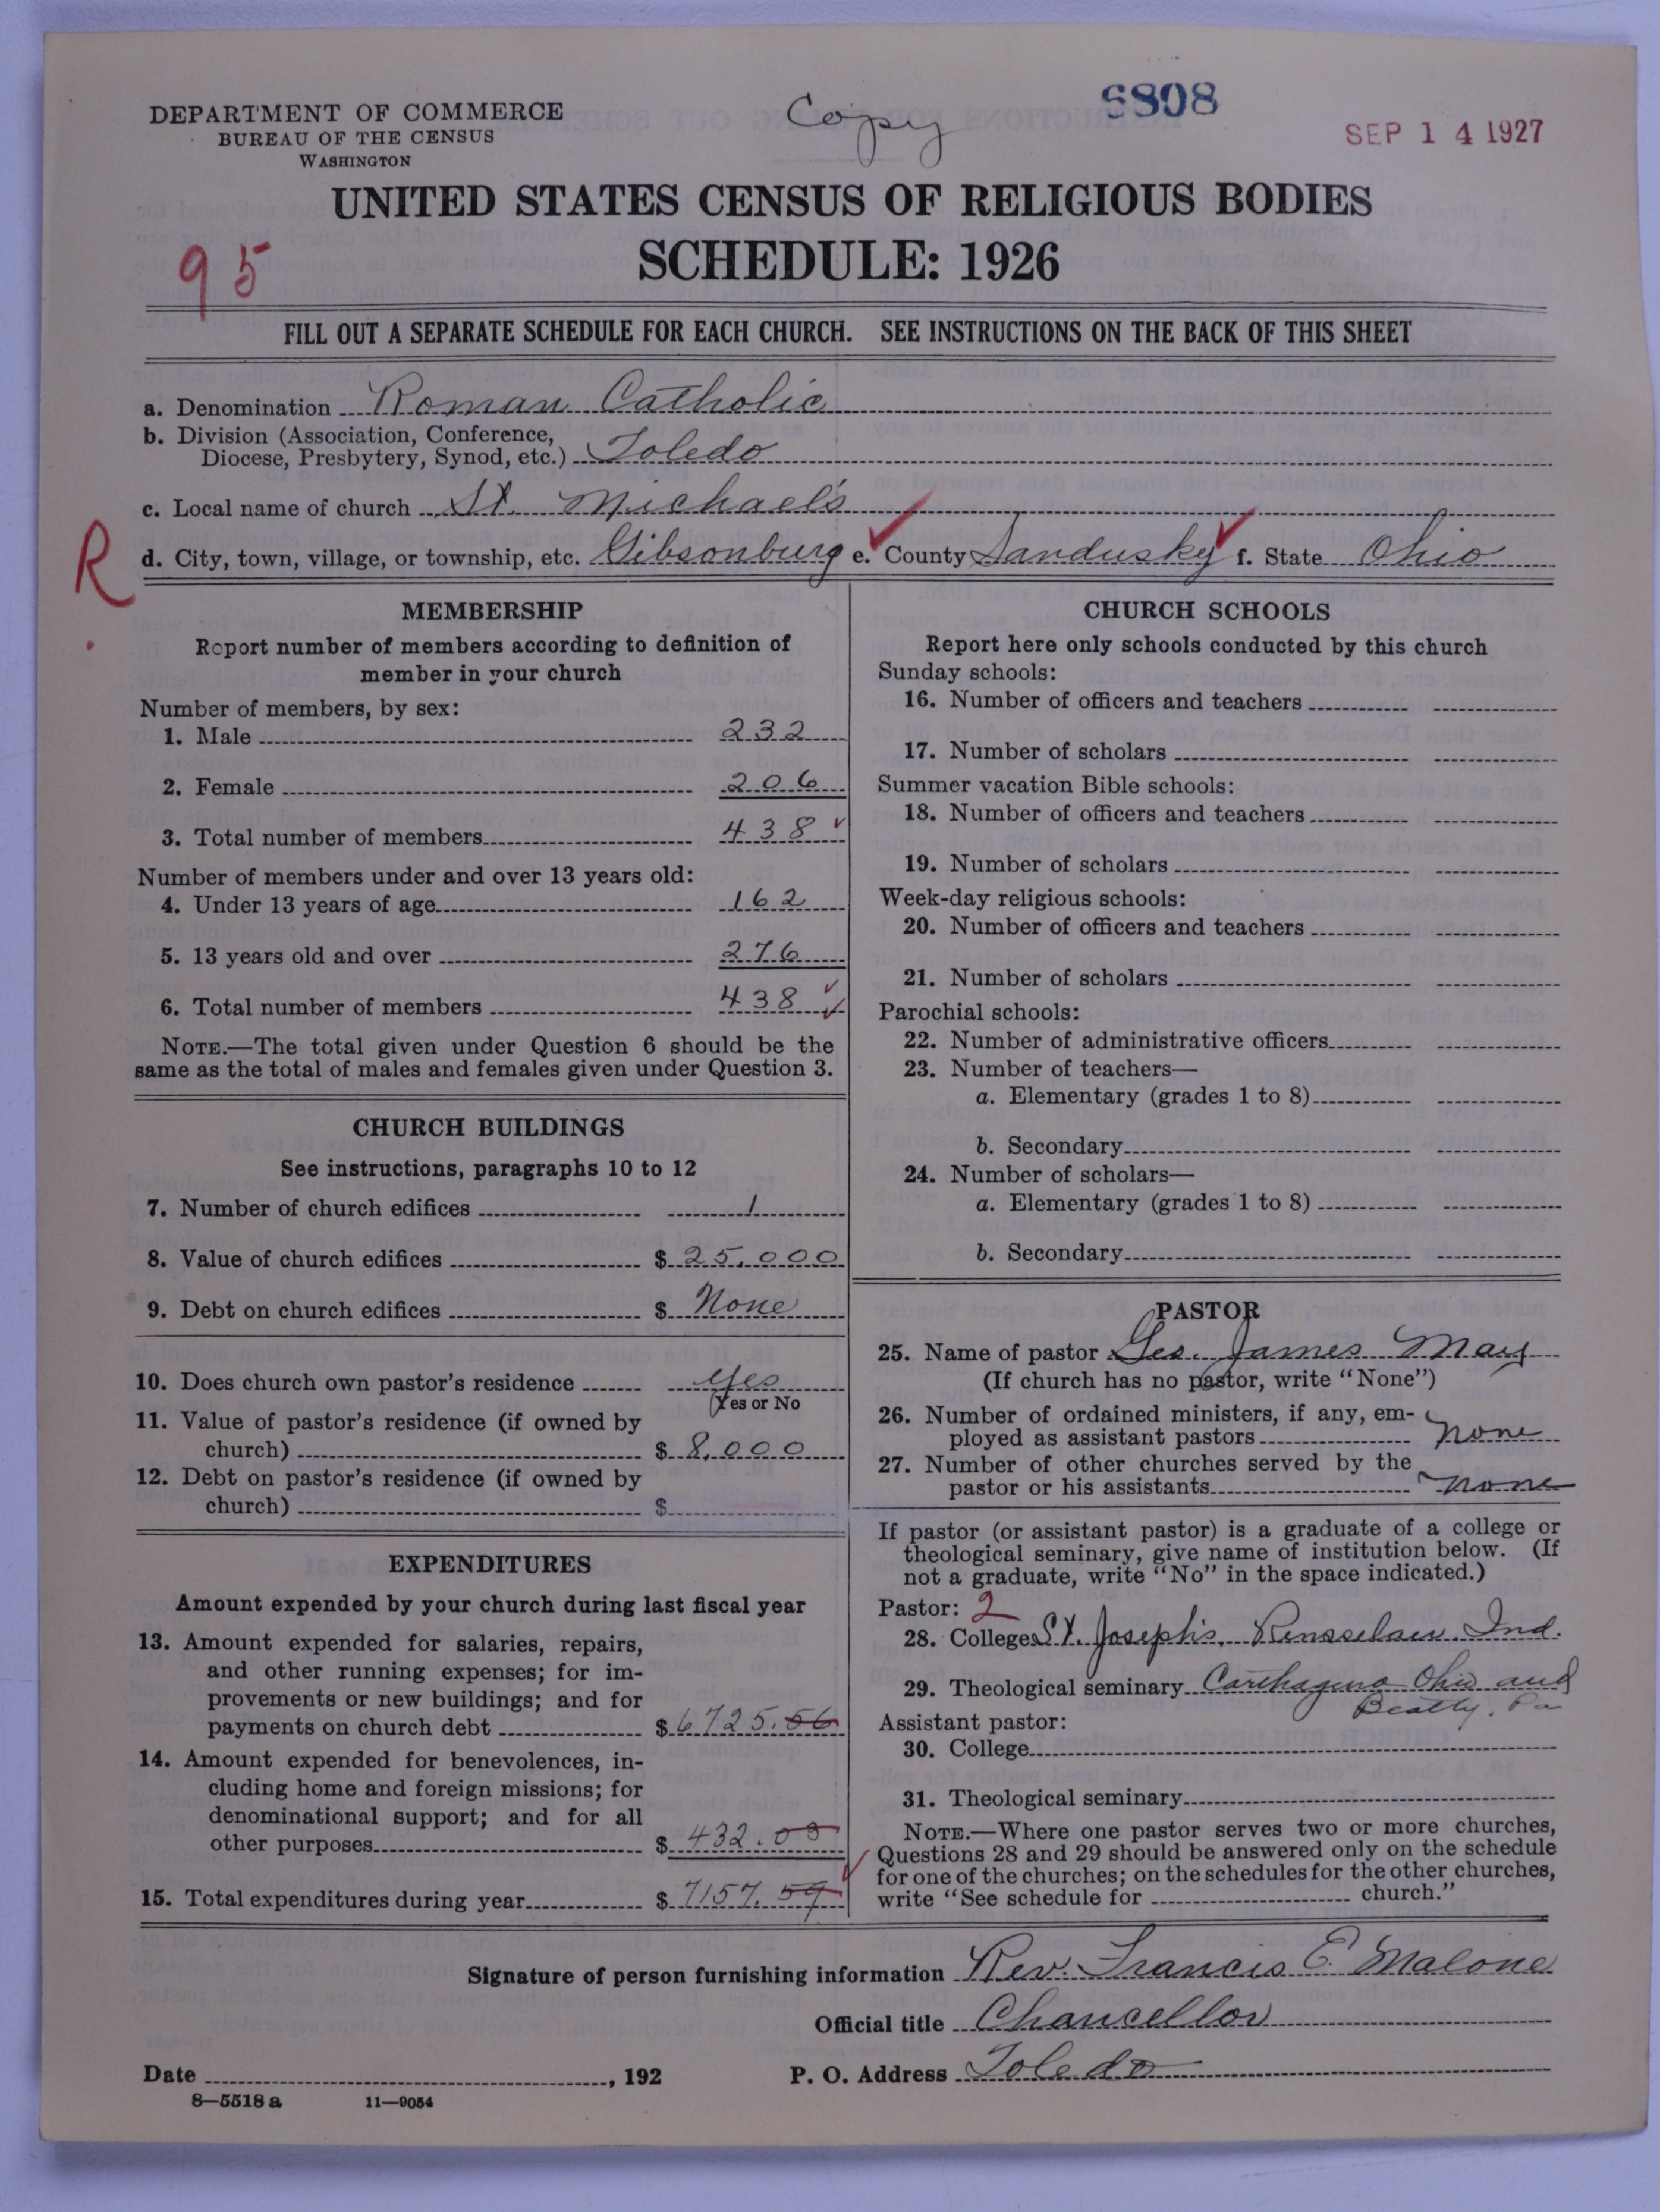 DEPARTMENT OF COMMERCE
BUREAU OF THE CENSUS
WASHINGTON
Copy
6808
SEP 14 1927
UNITED STATES CENSUS OF RELIGIOUS BODIES
SCHEDULE: 1926
95
FILL OUT A SEPARATE SCHEDULE FOR EACH CHURCH. SEE INSTRUCTIONS ON THE BACK OF THIS SHEET
a. Denomination Roman Catholic
b. Division (Association, Conference,
Diocese, Presbytery, Synod, etc.) Toledo
c. Local name of church St. Michael's
R
d. City, town, village, or township, etc. Gibsonburg e. County Sandusky f. State Ohio
MEMBERSHIP
Report number of members according to definition of
member in your church
Number of members, by sex:
1. Male 232
2. Female 206
3. Total number of members 438
Number of members under and over 13 years old:
4. Under 13 years of age 162
5. 13 years old and over 276
6. Total number of members 438
NOTE.—The total given under Question 6 should be the
same as the total of males and females given under Question 3.
CHURCH BUILDINGS
See instructions, paragraphs 10 to 12
7. Number of church edifices 1
8. Value of church edifices $ 25,000
9. Debt on church edifices $ None
10. Does church own pastor's residence Yes
Yes or No
11. Value of pastor's residence (if owned by
church) $ 8,000
12. Debt on pastor's residence (if owned by
church) $
EXPENDITURES
Amount expended by your church during last fiscal year
13. Amount expended for salaries, repairs,
and other running expenses; for im-
provements or new buildings; and for
payments on church debt $ 6725.56
14. Amount expended for benevolences, in-
cluding home and foreign missions; for
denominational support; and for all
other purposes $ 432.03
15. Total expenditures during year $ 7157.59
CHURCH SCHOOLS
Report here only schools conducted by this church
Sunday schools:
16. Number of officers and teachers
17. Number of scholars
Summer vacation Bible schools:
18. Number of officers and teachers
19. Number of scholars
Week-day religious schools:
20. Number of officers and teachers
21. Number of scholars
Parochial schools:
22. Number of administrative officers
23. Number of teachers—
a. Elementary (grades 1 to 8)
b. Secondary
24. Number of scholars—
a. Elementary (grades 1 to 8)
b. Secondary
PASTOR
25. Name of pastor Geo. James May
(If church has no pastor, write "None")
26. Number of ordained ministers, if any, em-
ployed as assistant pastors none
27. Number of other churches served by the
pastor or his assistants none
If pastor (or assistant pastor) is a graduate of a college or
theological seminary, give name of institution below. (If
not a graduate, write "No" in the space indicated.)
Pastor: 2
28. College St. Joseph's, Rensselaer, Ind.
29. Theological seminary Carthagena Ohio and
Beatty, Pa
Assistant pastor:
30. College
31. Theological seminary
NOTE.—Where one pastor serves two or more churches,
Questions 28 and 29 should be answered only on the schedule
for one of the churches; on the schedules for the other churches,
write "See schedule for church."
Signature of person furnishing information Rev. Francis E Malone
Official title Chancellor
Date , 192 P. O. Address Toledo
8—5518 a 11—9054